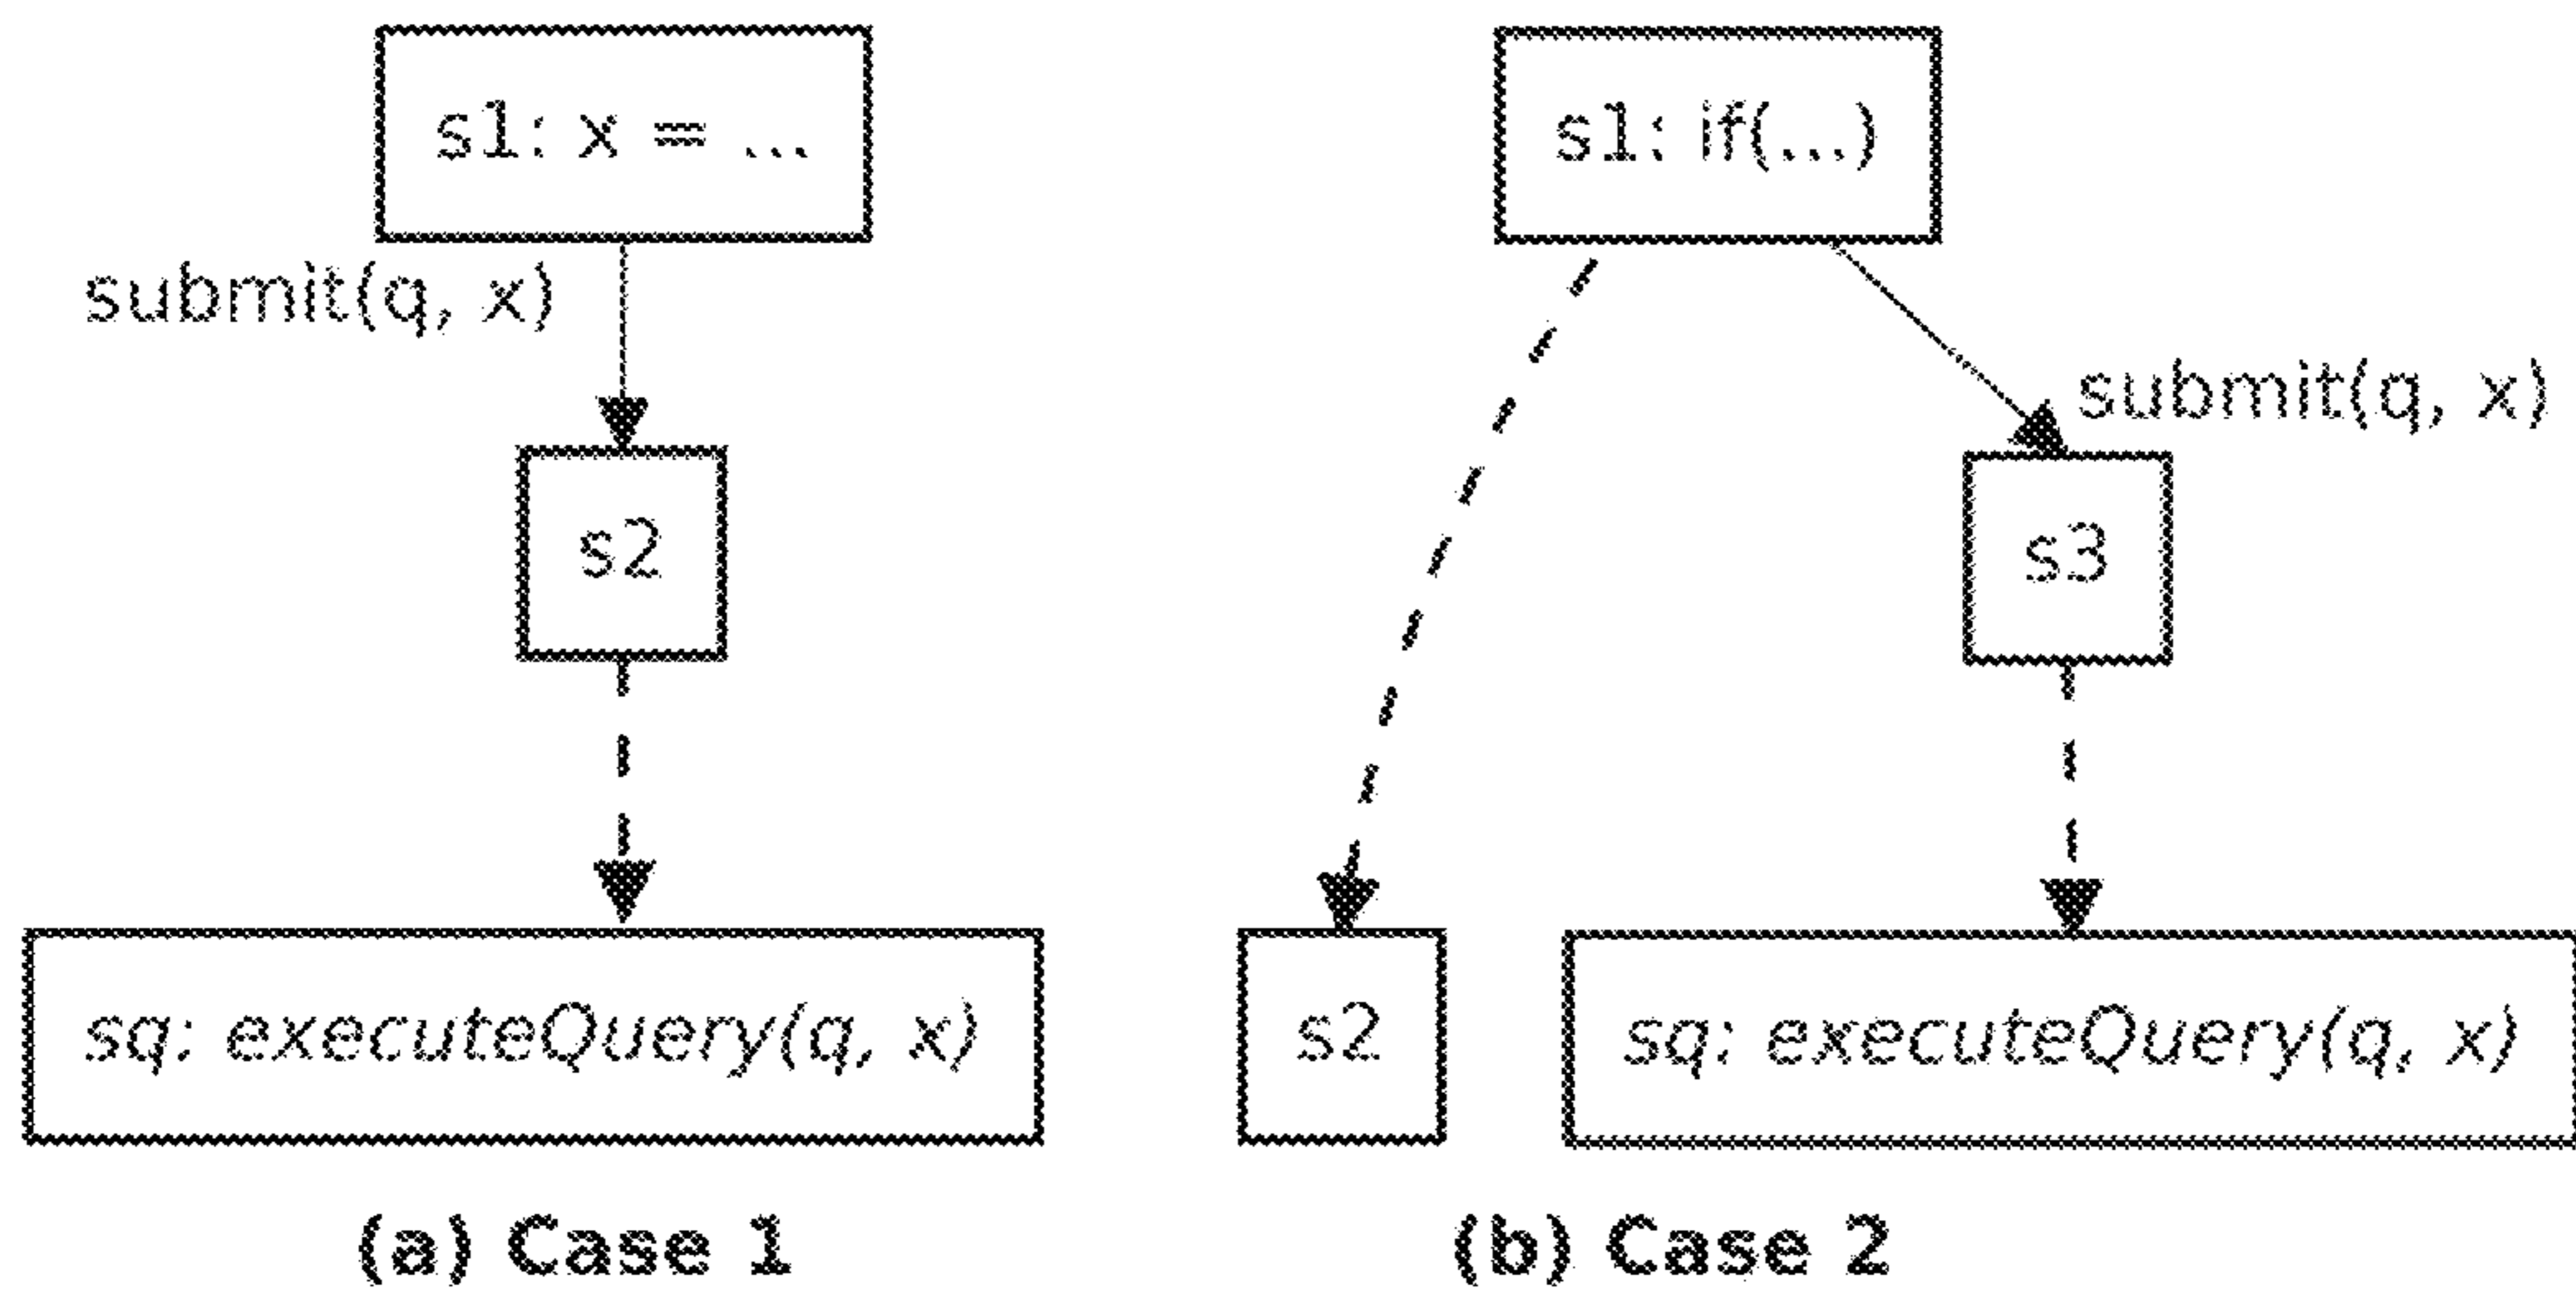 s1: x = ...
submit(q, x)
s2
sq: executeQuery(q, x)
(a) Case 1
s1: if(...)
submit(q, x)
s3
s2
sq: executeQuery(q, x)
(b) Case 2